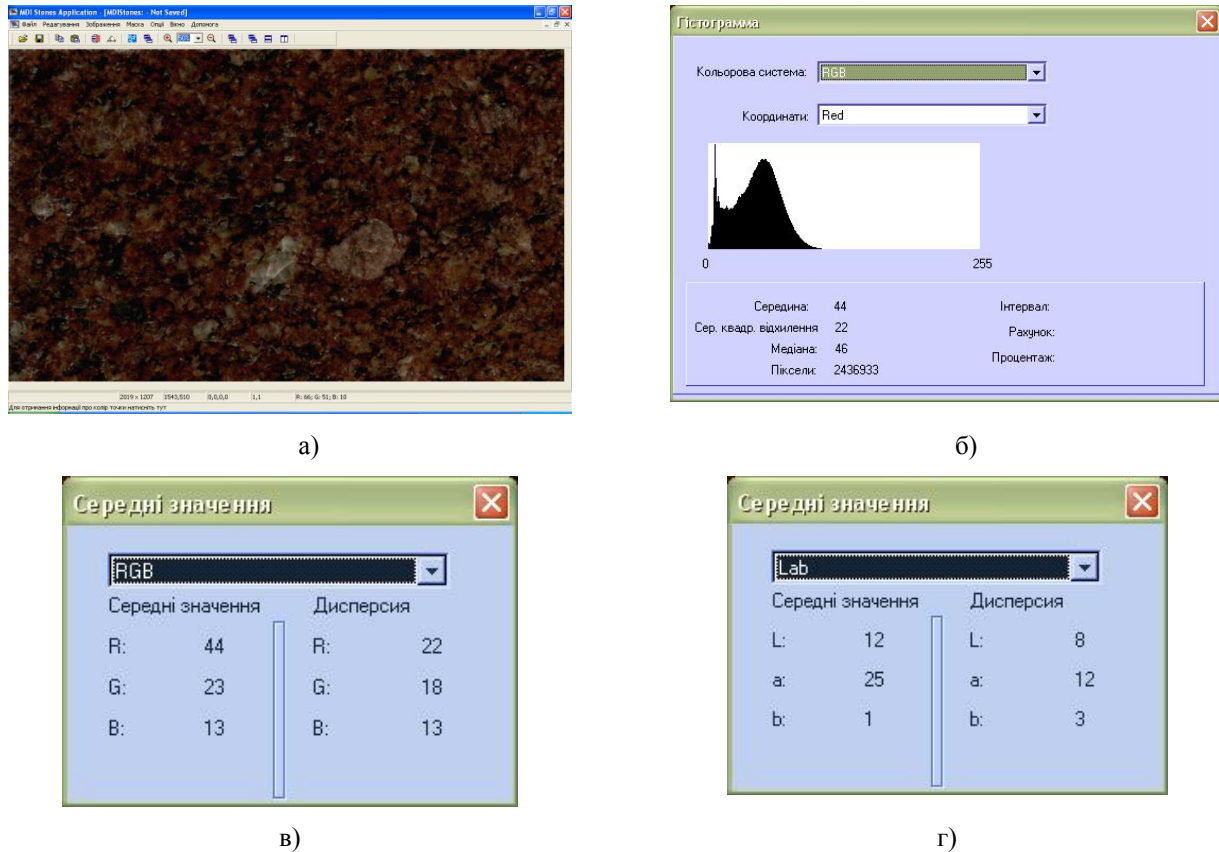 MDI Stones Application - [MDIStones: - Not Saved]
Файл Редагування Зображення Маска Опції Вікно Допомога
2019 x 1207 1543,510 0,0,0,0 1,1 R: 66; G: 51; B: 10
Для отримання інформації про колір точки натисніть тут
а)
Гістограмма
Кольорова система: RGB
Координати: Red
0 255
Середина: 44 Інтервал:
Сер. квадр. відхилення 22 Рахунок:
Медіана: 46 Процентаж:
Піксели: 2436933
б)
Середні значення
RGB
Середні значення Дисперсия
R: 44 R: 22
G: 23 G: 18
B: 13 B: 13
в)
Середні значення
Lab
Середні значення Дисперсия
L: 12 L: 8
a: 25 a: 12
b: 1 b: 3
г)